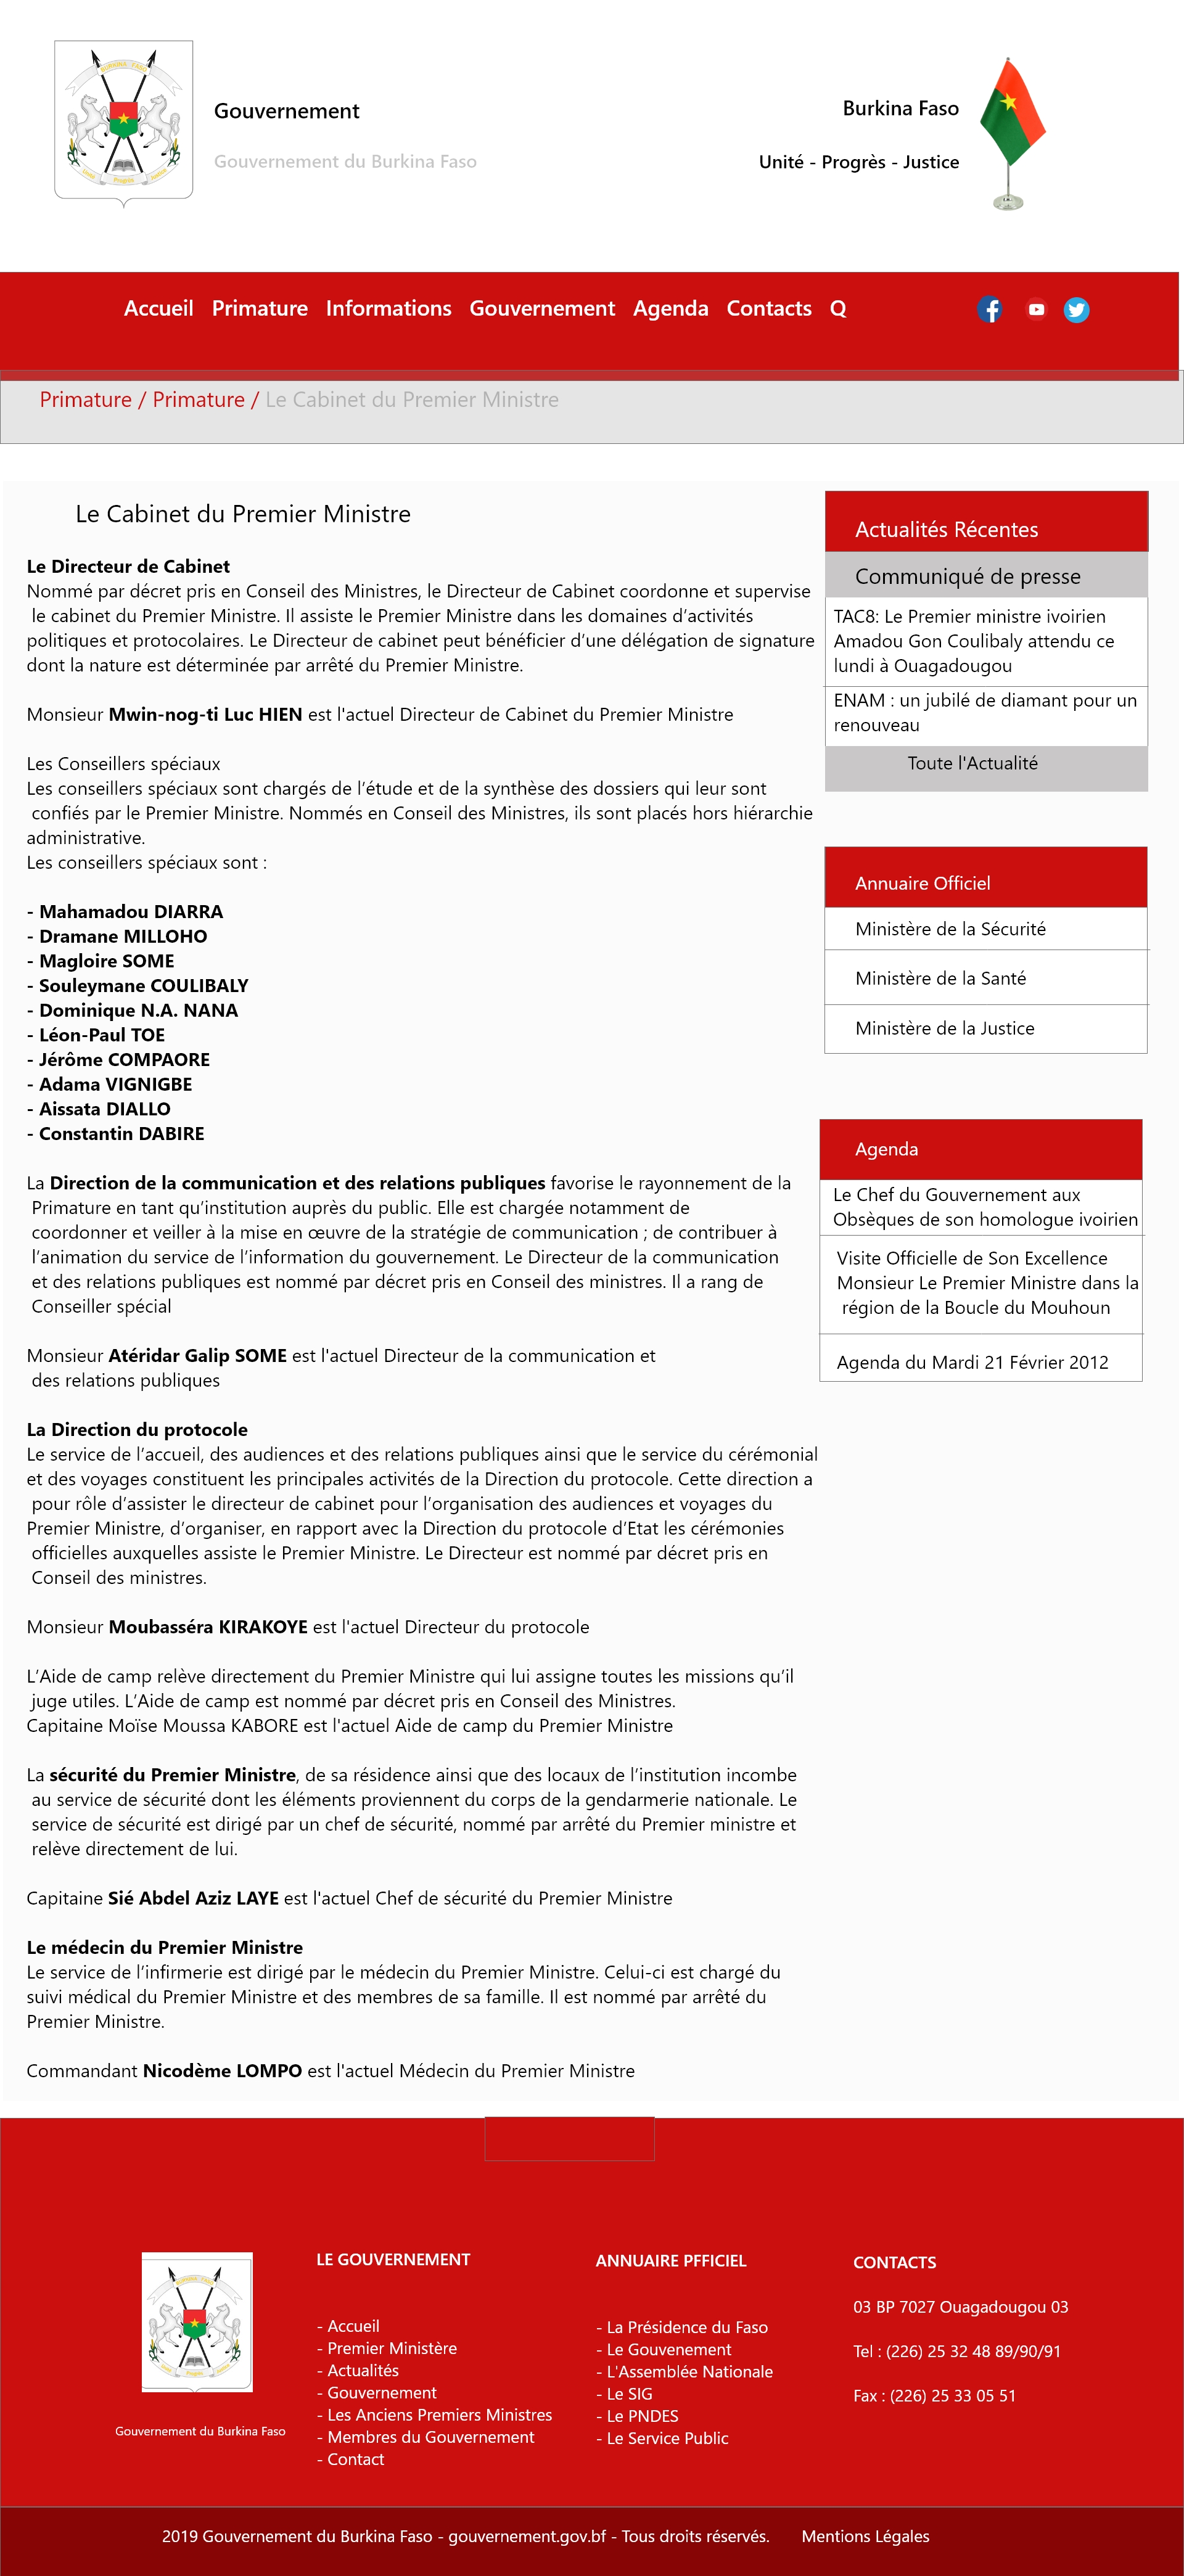 BURKINA FASO
Unité Progrès Justice
Gouvernement
Gouvernement du Burkina Faso
Burkina Faso
Unité - Progrès - Justice
Accueil Primature Informations Gouvernement Agenda Contacts Q
Primature / Primature / Le Cabinet du Premier Ministre
Le Cabinet du Premier Ministre
Le Directeur de Cabinet
Nommé par décret pris en Conseil des Ministres, le Directeur de Cabinet coordonne et supervise
le cabinet du Premier Ministre. Il assiste le Premier Ministre dans les domaines d’activités
politiques et protocolaires. Le Directeur de cabinet peut bénéficier d’une délégation de signature
dont la nature est déterminée par arrêté du Premier Ministre.
Monsieur Mwin-nog-ti Luc HIEN est l'actuel Directeur de Cabinet du Premier Ministre
Les Conseillers spéciaux
Les conseillers spéciaux sont chargés de l’étude et de la synthèse des dossiers qui leur sont
confiés par le Premier Ministre. Nommés en Conseil des Ministres, ils sont placés hors hiérarchie
administrative.
Les conseillers spéciaux sont :
- Mahamadou DIARRA
- Dramane MILLOHO
- Magloire SOME
- Souleymane COULIBALY
- Dominique N.A. NANA
- Léon-Paul TOE
- Jérôme COMPAORE
- Adama VIGNIGBE
- Aissata DIALLO
- Constantin DABIRE
La Direction de la communication et des relations publiques favorise le rayonnement de la
Primature en tant qu’institution auprès du public. Elle est chargée notamment de
coordonner et veiller à la mise en œuvre de la stratégie de communication ; de contribuer à
l’animation du service de l’information du gouvernement. Le Directeur de la communication
et des relations publiques est nommé par décret pris en Conseil des ministres. Il a rang de
Conseiller spécial
Monsieur Atéridar Galip SOME est l'actuel Directeur de la communication et
des relations publiques
La Direction du protocole
Le service de l’accueil, des audiences et des relations publiques ainsi que le service du cérémonial
et des voyages constituent les principales activités de la Direction du protocole. Cette direction a
pour rôle d’assister le directeur de cabinet pour l’organisation des audiences et voyages du
Premier Ministre, d’organiser, en rapport avec la Direction du protocole d’Etat les cérémonies
officielles auxquelles assiste le Premier Ministre. Le Directeur est nommé par décret pris en
Conseil des ministres.
Monsieur Moubasséra KIRAKOYE est l'actuel Directeur du protocole
L’Aide de camp relève directement du Premier Ministre qui lui assigne toutes les missions qu’il
juge utiles. L’Aide de camp est nommé par décret pris en Conseil des Ministres.
Capitaine Moïse Moussa KABORE est l'actuel Aide de camp du Premier Ministre
La sécurité du Premier Ministre, de sa résidence ainsi que des locaux de l’institution incombe
au service de sécurité dont les éléments proviennent du corps de la gendarmerie nationale. Le
service de sécurité est dirigé par un chef de sécurité, nommé par arrêté du Premier ministre et
relève directement de lui.
Capitaine Sié Abdel Aziz LAYE est l'actuel Chef de sécurité du Premier Ministre
Le médecin du Premier Ministre
Le service de l’infirmerie est dirigé par le médecin du Premier Ministre. Celui-ci est chargé du
suivi médical du Premier Ministre et des membres de sa famille. Il est nommé par arrêté du
Premier Ministre.
Commandant Nicodème LOMPO est l'actuel Médecin du Premier Ministre
Actualités Récentes
Communiqué de presse
TAC8: Le Premier ministre ivoirien
Amadou Gon Coulibaly attendu ce
lundi à Ouagadougou
ENAM : un jubilé de diamant pour un
renouveau
Toute l'Actualité
Annuaire Officiel
Ministère de la Sécurité
Ministère de la Santé
Ministère de la Justice
Agenda
Le Chef du Gouvernement aux
Obsèques de son homologue ivoirien
Visite Officielle de Son Excellence
Monsieur Le Premier Ministre dans la
région de la Boucle du Mouhoun
Agenda du Mardi 21 Février 2012
BURKINA FASO
Gouvernement du Burkina Faso
LE GOUVERNEMENT
- Accueil
- Premier Ministère
- Actualités
- Gouvernement
- Les Anciens Premiers Ministres
- Membres du Gouvernement
- Contact
ANNUAIRE PFFICIEL
- La Présidence du Faso
- Le Gouvenement
- L'Assemblée Nationale
- Le SIG
- Le PNDES
- Le Service Public
CONTACTS
03 BP 7027 Ouagadougou 03
Tel : (226) 25 32 48 89/90/91
Fax : (226) 25 33 05 51
2019 Gouvernement du Burkina Faso - gouvernement.gov.bf - Tous droits réservés. Mentions Légales